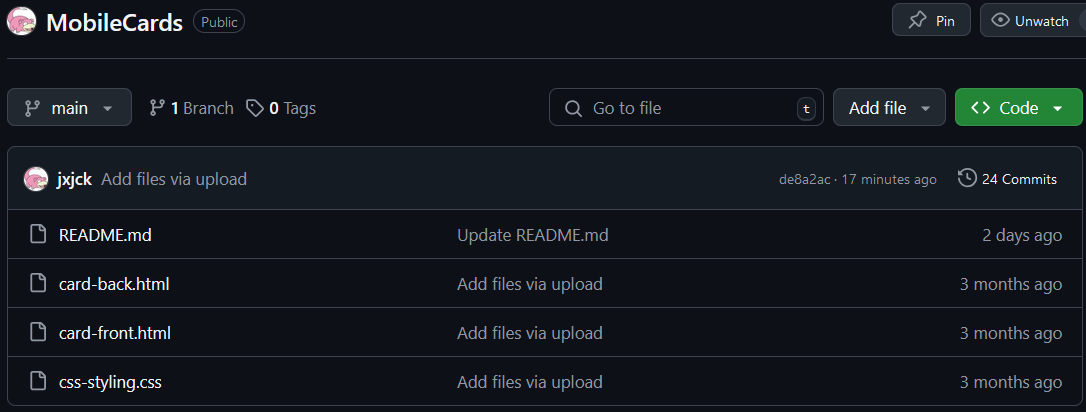 MobileCards Public Pin Unwatch
main 1 Branch 0 Tags Go to file t Add file Code
jxjck Add files via upload de8a2ac · 17 minutes ago 24 Commits
README.md Update README.md 2 days ago
card-back.html Add files via upload 3 months ago
card-front.html Add files via upload 3 months ago
css-styling.css Add files via upload 3 months ago